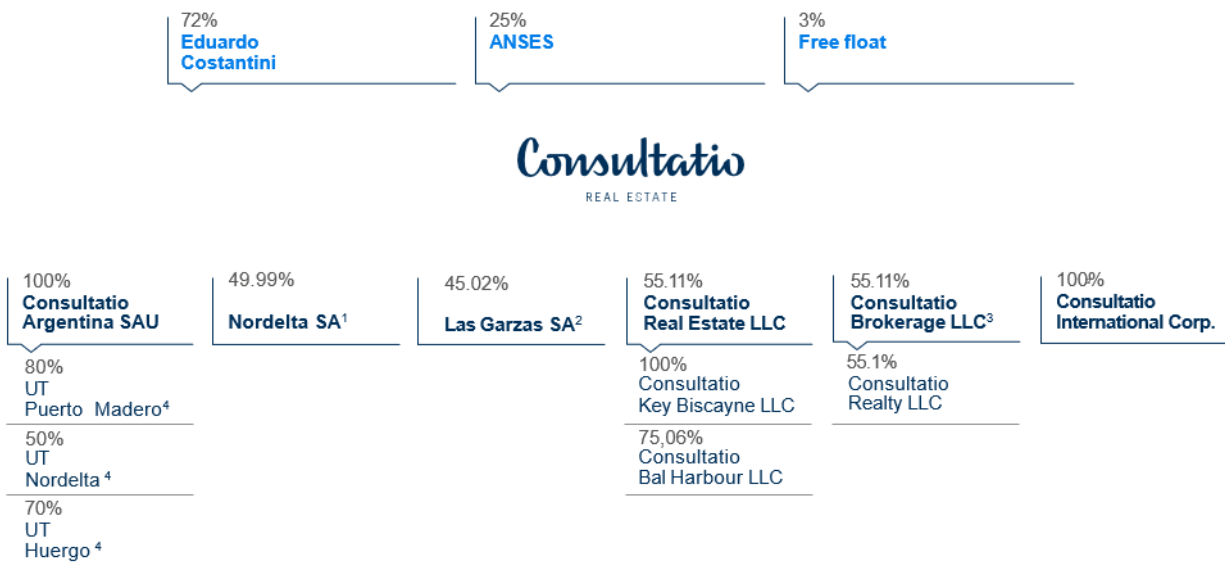 72%
Eduardo
Costantini
25%
ANSES
3%
Free float
Consultatio
REAL ESTATE
100%
Consultatio
Argentina SAU
80%
UT
Puerto Madero⁴
50%
UT
Nordelta ⁴
70%
UT
Huergo ⁴
49.99%
Nordelta SA¹
45.02%
Las Garzas SA²
55.11%
Consultatio
Real Estate LLC
100%
Consultatio
Key Biscayne LLC
75,06%
Consultatio
Bal Harbour LLC
55.11%
Consultatio
Brokerage LLC³
55.1%
Consultatio
Realty LLC
100%
Consultatio
International Corp.